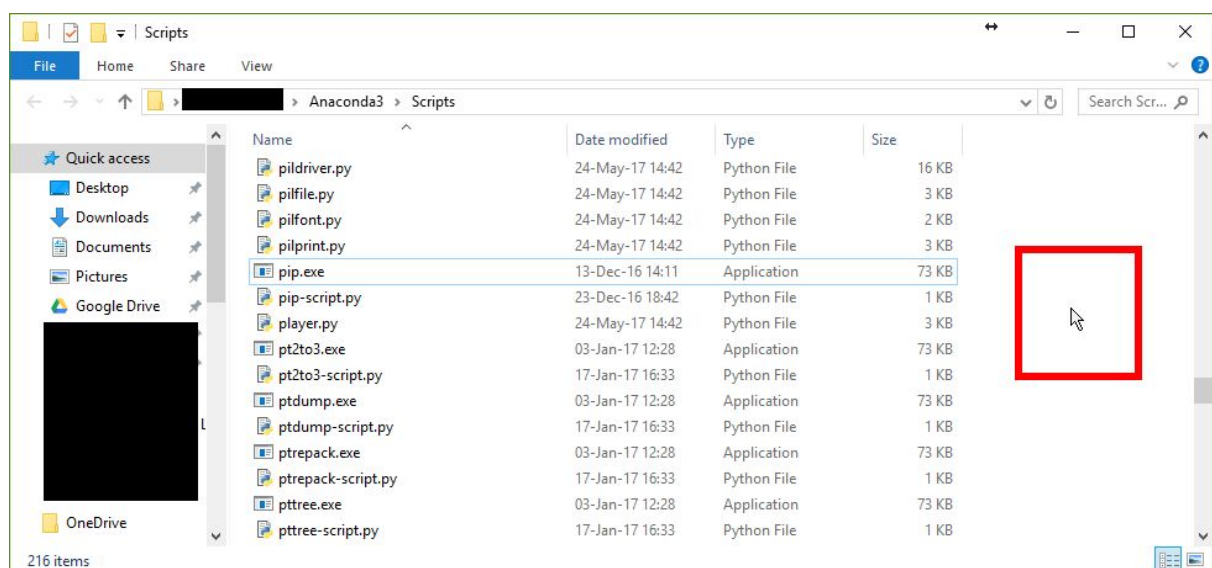 Scripts
File Home Share View
Anaconda3 Scripts Search Scr...
Name Date modified Type Size
Quick access
pildriver.py 24-May-17 14:42 Python File 16 KB
Desktop pilfile.py 24-May-17 14:42 Python File 3 KB
Downloads pilfont.py 24-May-17 14:42 Python File 2 KB
Documents pilprint.py 24-May-17 14:42 Python File 3 KB
Pictures pip.exe 13-Dec-16 14:11 Application 73 KB
Google Drive pip-script.py 23-Dec-16 18:42 Python File 1 KB
player.py 24-May-17 14:42 Python File 3 KB
pt2to3.exe 03-Jan-17 12:28 Application 73 KB
pt2to3-script.py 17-Jan-17 16:33 Python File 1 KB
ptdump.exe 03-Jan-17 12:28 Application 73 KB
L ptdump-script.py 17-Jan-17 16:33 Python File 1 KB
ptrepack.exe 03-Jan-17 12:28 Application 73 KB
ptrepack-script.py 17-Jan-17 16:33 Python File 1 KB
pttree.exe 03-Jan-17 12:28 Application 73 KB
OneDrive pttree-script.py 17-Jan-17 16:33 Python File 1 KB
216 items